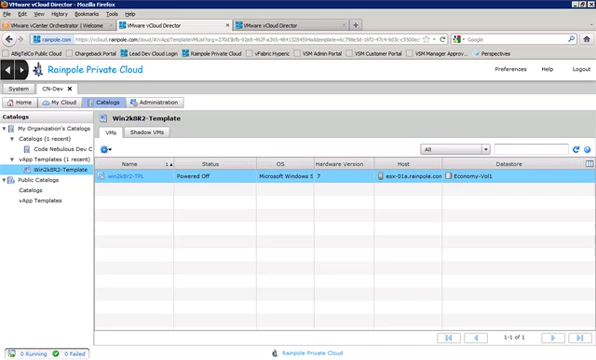 VMware vCloud Director - Mozilla Firefox
File Edit View History Bookmarks Tools Help
VMware vCenter Orchestrator | Welcome VMware vCloud Director VMware vCloud Director
rainpole.com Google
ABigTelCo Public Cloud Chargeback Portal Lead Dev Cloud Login Rainpole Private Cloud vFabric Hyperic VSM Admin Portal VSM Customer Portal VSM Manager Approv... Perspectives
Rainpole Private Cloud Preferences Help Logout
System CN-Dev
Home My Cloud Catalogs Administration
Catalogs
Win2k8R2-Template
My Organization's Catalogs
VMs Shadow VMs
Catalogs (1 recent)
Code Nebulous Dev C
All
vApp Templates (1 recent)
Name 1 Status OS Hardware Version Host Datastore
Win2k8R2-Template
win2k8r2-TPL Powered Off Microsoft Windows S 7 esx-01a.rainpole.con Economy-Vol1
Public Catalogs
Catalogs
vApp Templates
1-1 of 1
0 Running 0 Failed
Rainpole Private Cloud